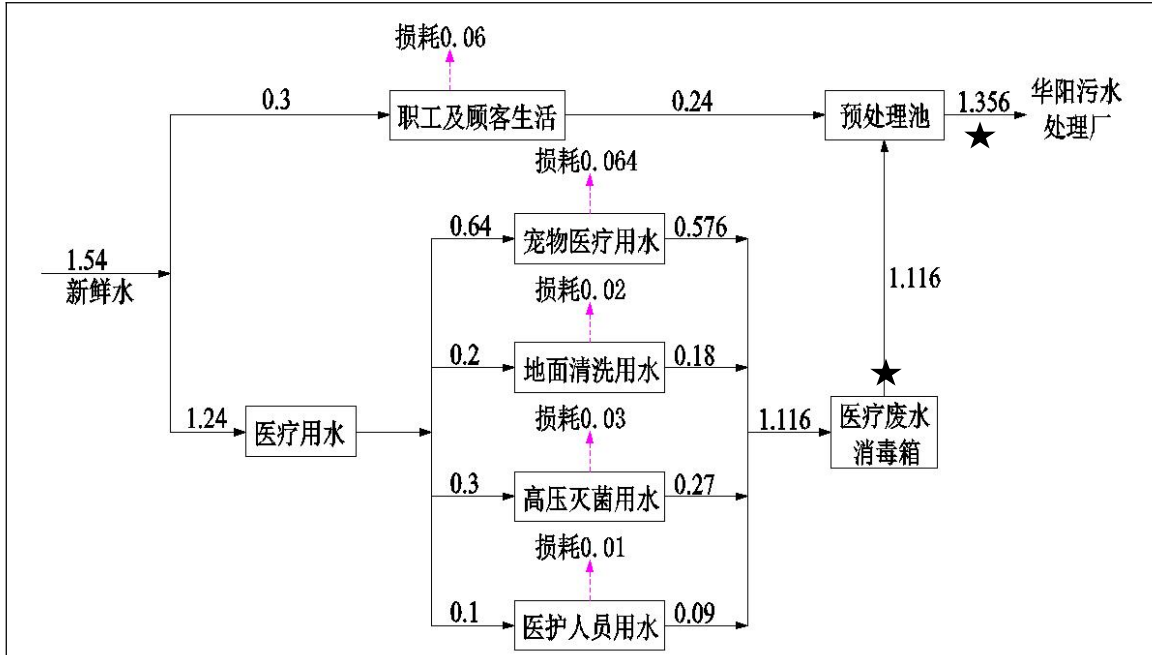 损耗0.06
0.3
职工及顾客生活
0.24
预处理池
1.356
华阳污水
处理厂
损耗0.064
0.64
宠物医疗用水
0.576
1.54
新鲜水
损耗0.02
1.116
0.2
地面清洗用水
0.18
1.24
医疗用水
损耗0.03
1.116
医疗废水
消毒箱
0.3
高压灭菌用水
0.27
损耗0.01
0.1
医护人员用水
0.09